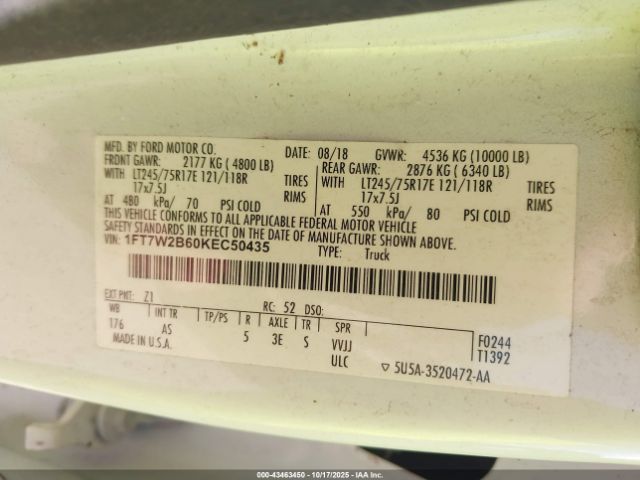 MFD. BY FORD MOTOR CO.
DATE: 08/18 GVWR: 4536 KG (10000 LB)
FRONT GAWR: 2177 KG ( 4800 LB) REAR GAWR: 2876 KG ( 6340 LB)
WITH LT245/75R17E 121/118R TIRES WITH LT245/75R17E 121/118R TIRES
17x7.5J RIMS 17x7.5J RIMS
AT 480 kPa/ 70 PSI COLD AT 550 kPa/ 80 PSI COLD
THIS VEHICLE CONFORMS TO ALL APPLICABLE FEDERAL MOTOR VEHICLE
SAFETY STANDARDS IN EFFECT ON THE DATE OF MANUFACTURE SHOWN ABOVE.
VIN: 1FT7W2B60KEC50435
TYPE: Truck
EXT PNT: Z1 RC: 52 DSO:
WB INT TR TP/PS R AXLE TR SPR
176 AS 5 3E S VVJJ
ULC
MADE IN U.S.A.
F0244
T1392
▽ 5U5A-3520472-AA
000-43463450 - 10/17/2025 - IAAI, Inc.